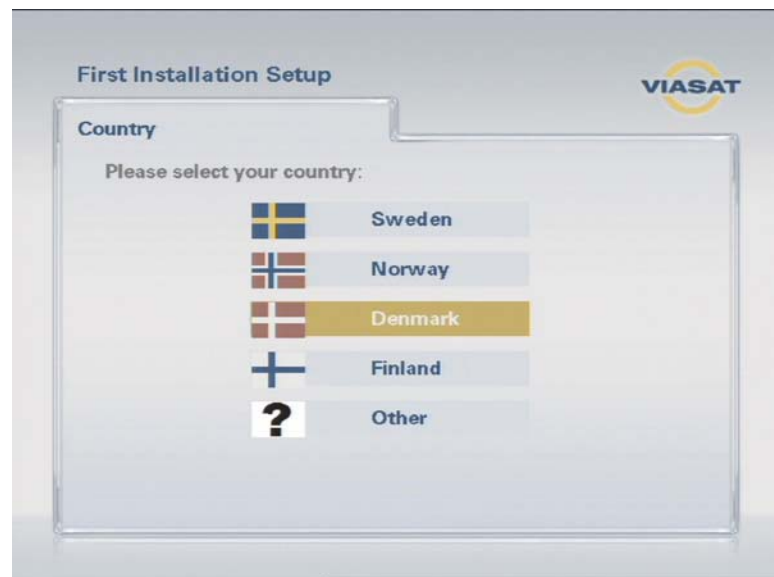 First Installation Setup
VIASAT
Country
Please select your country:
Sweden
Norway
Denmark
Finland
?
Other